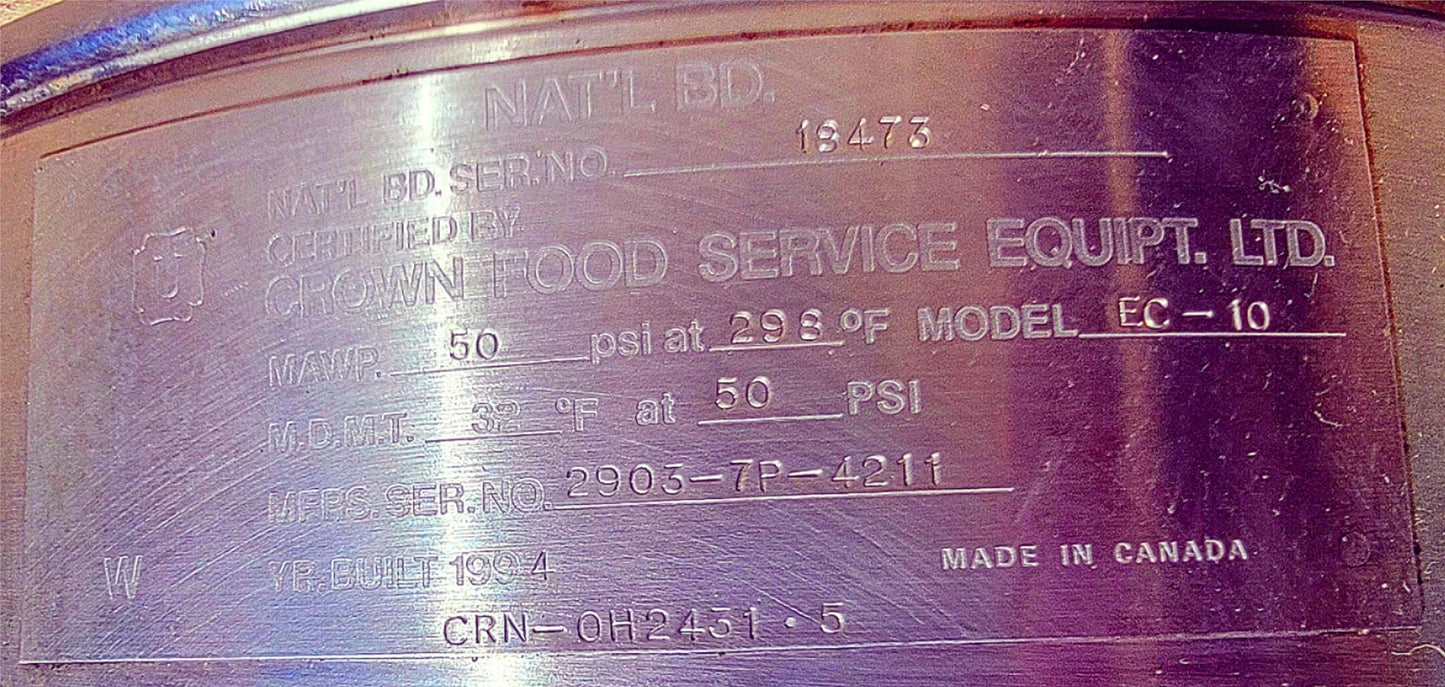 NAT'L BD.
NAT'L BD. SER. NO. 18473
CERTIFIED BY
U
CROWN FOOD SERVICE EQUIPT. LTD.
MAWP. 50 psi at 298 °F MODEL EC-10
M.D.M.T. 32 °F at 50 PSI
MFRS. SER. NO. 2903-7P-4211
W YR. BUILT 1994 MADE IN CANADA
CRN-OH2431.5